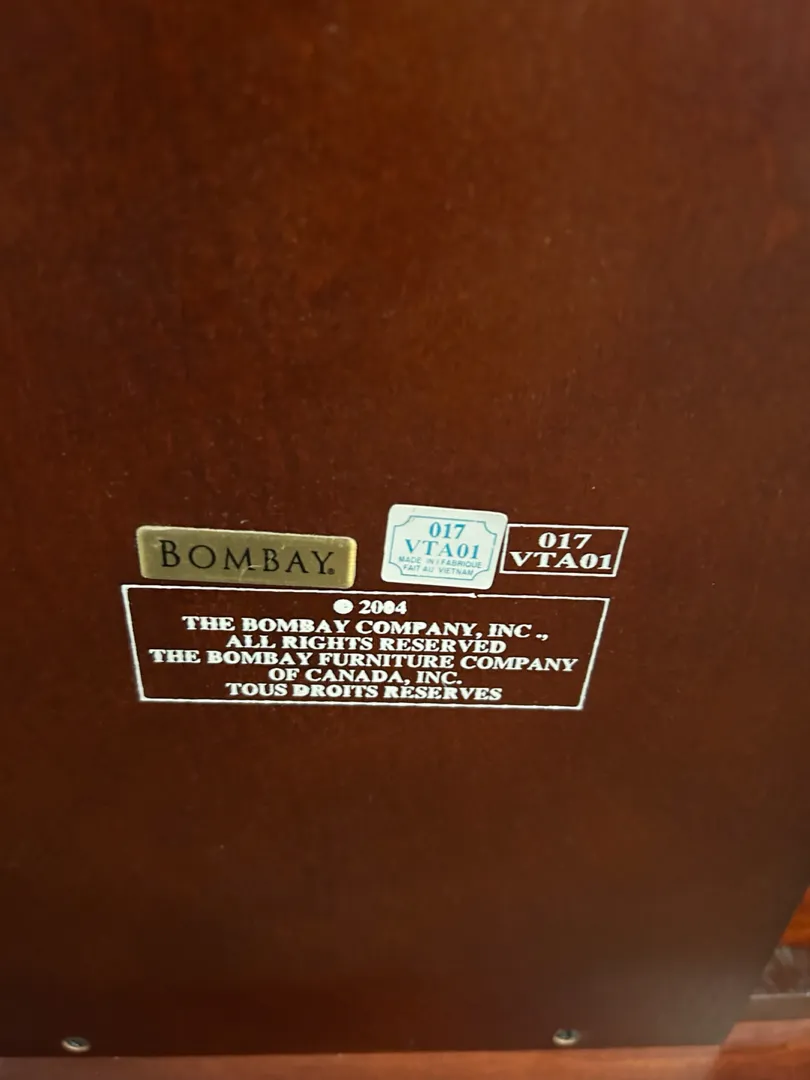 BOMBAY®
017
VTA01
MADE IN / FABRIQUE
FAIT AU VIETNAM
017
VTA01
© 2004
THE BOMBAY COMPANY, INC .,
ALL RIGHTS RESERVED
THE BOMBAY FURNITURE COMPANY
OF CANADA, INC.
TOUS DROITS RESERVES